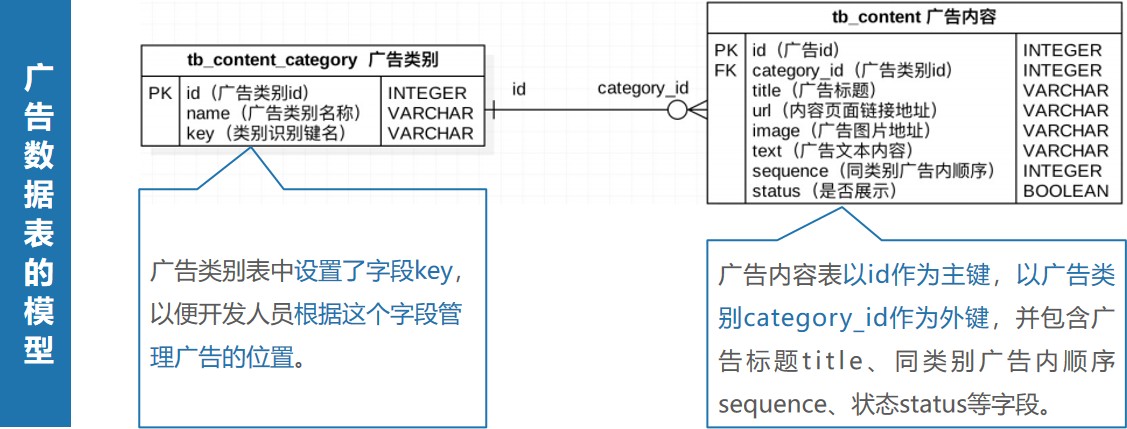 广告数据表的模型
tb_content_category 广告类别
PK id（广告类别id） INTEGER
name（广告类别名称） VARCHAR
key（类别识别键名） VARCHAR
id
category_id
tb_content 广告内容
PK id（广告id） INTEGER
FK category_id（广告类别id） INTEGER
title（广告标题） VARCHAR
url（内容页面链接地址） VARCHAR
image（广告图片地址） VARCHAR
text（广告文本内容） VARCHAR
sequence（同类别广告内顺序） INTEGER
status（是否展示） BOOLEAN
广告类别表中设置了字段key，
以便开发人员根据这个字段管
理广告的位置。
广告内容表以id作为主键，以广告类
别category_id作为外键，并包含广
告标题title、同类别广告内顺序
sequence、状态status等字段。